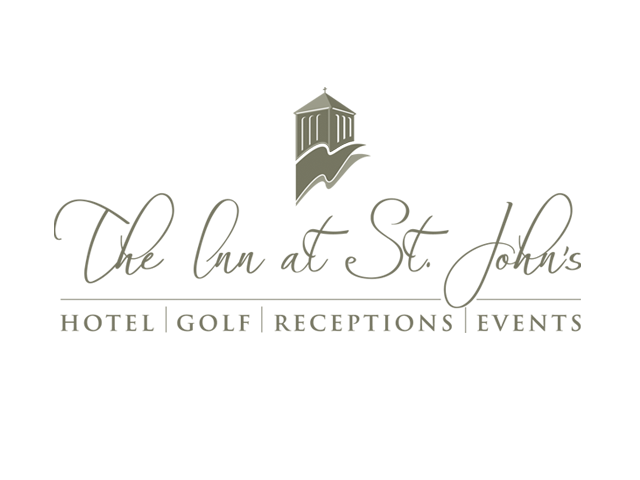 The Inn at St. John's
HOTEL | GOLF | RECEPTIONS | EVENTS